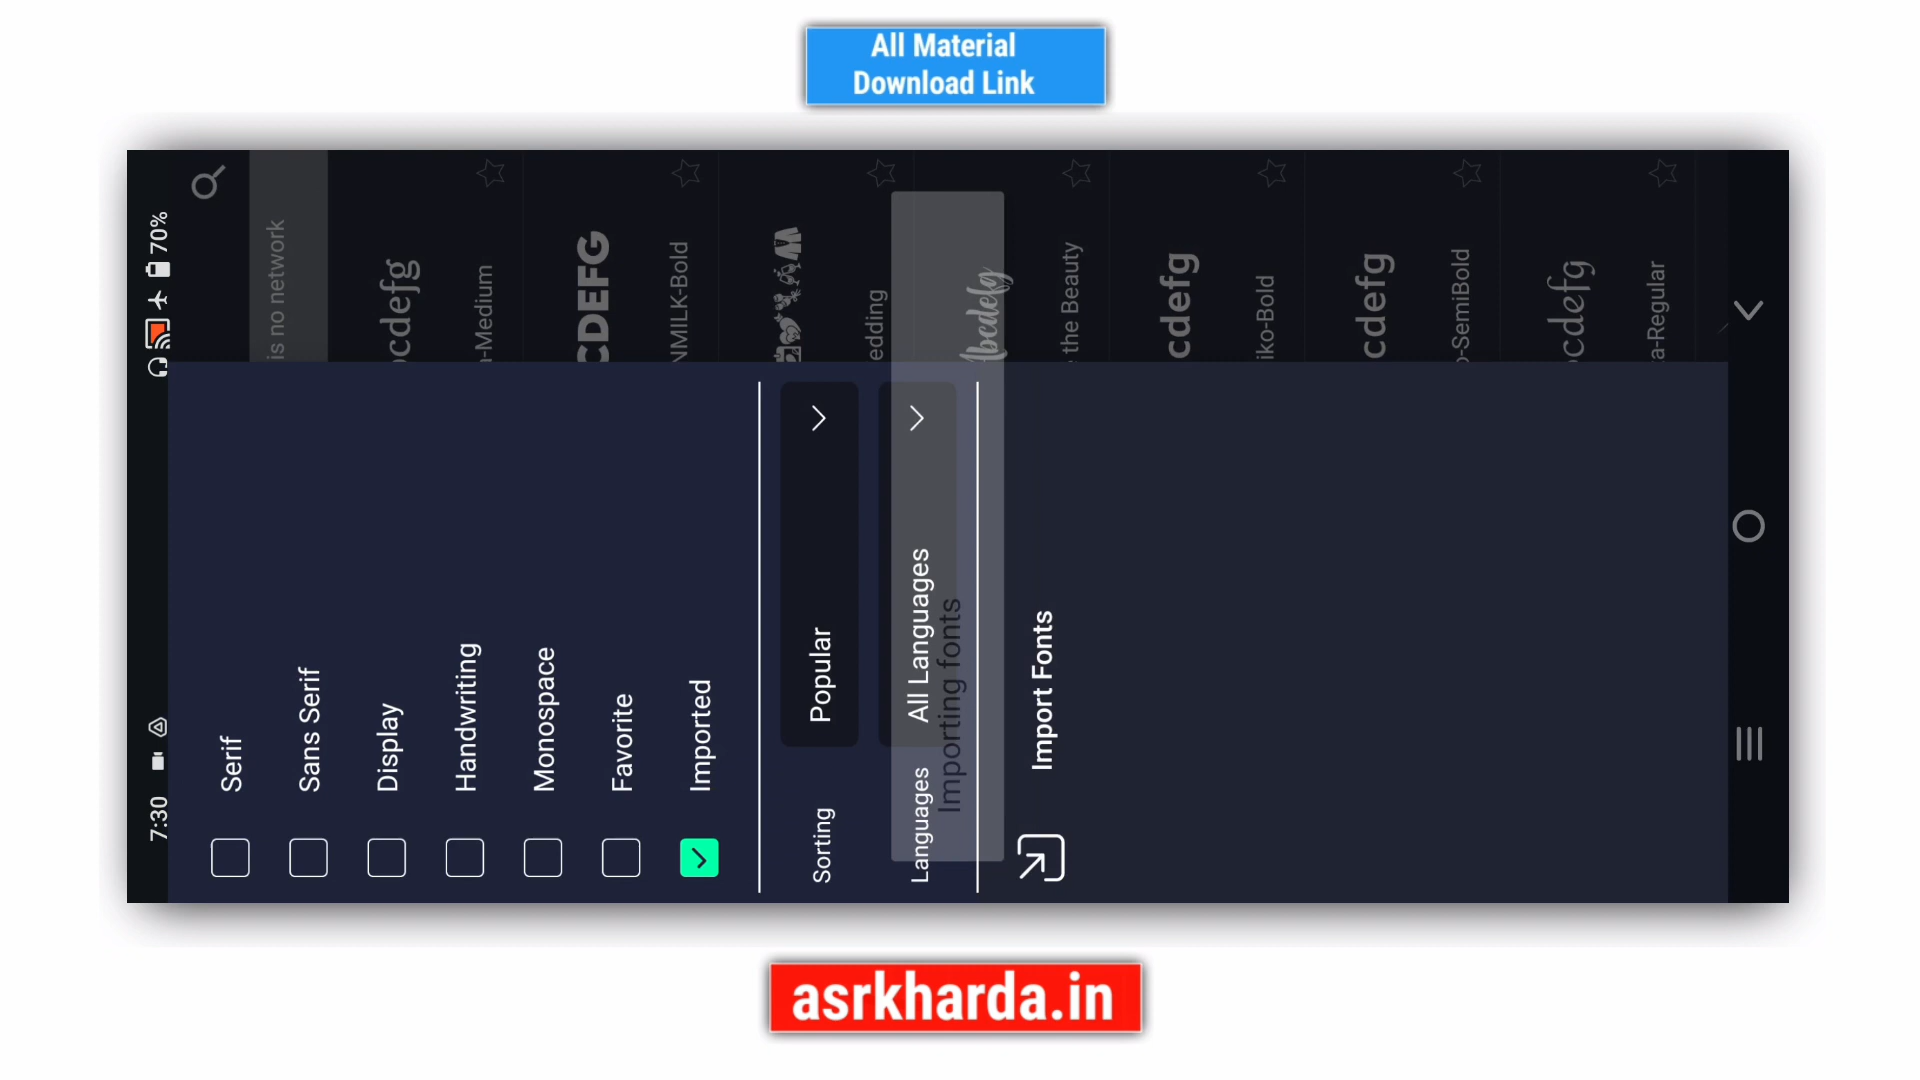 All Material
Download Link
7:30
70%
is no network
cdefg
-Medium
CDEFG
NMILK-Bold
edding
Abcdefg
the Beauty
cdefg
iko-Bold
cdefg
o-SemiBold
cdefg
a-Regular
Serif
Sans Serif
Display
Handwriting
Monospace
Favorite
Imported
Sorting
Popular
Languages
All Languages
Importing fonts
Import Fonts
asrkharda.in